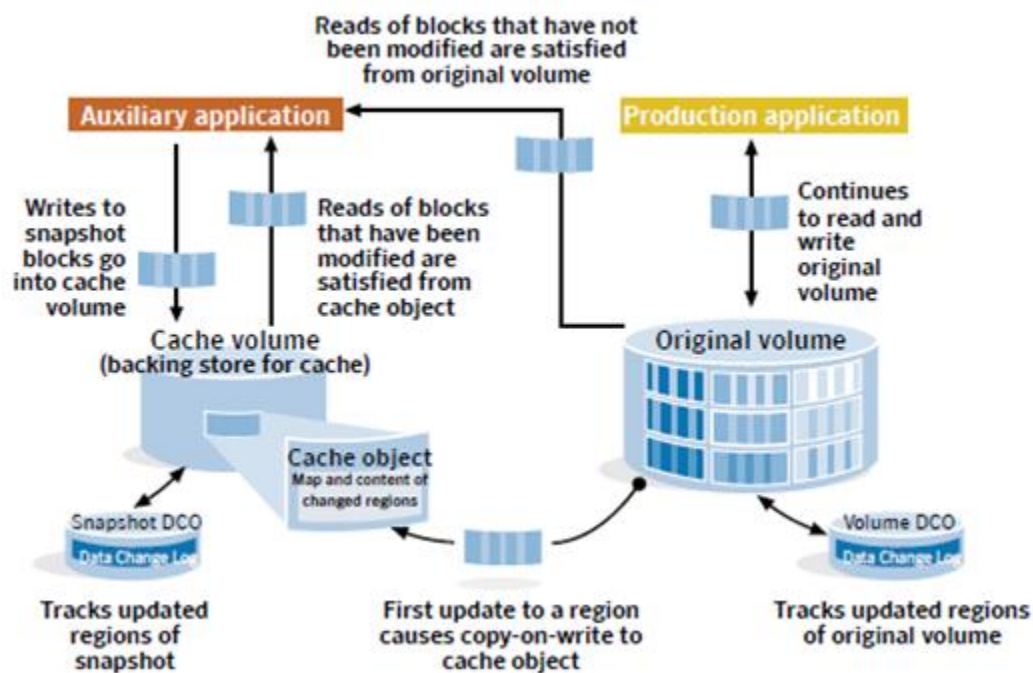 Reads of blocks that have not
been modified are satisfied
from original volume
Auxiliary application
Production application
Writes to
snapshot
blocks go
into cache
volume
Reads of blocks
that have been
modified are
satisfied from
cache object
Continues
to read and
write
original
volume
Cache volume
(backing store for cache)
Original volume
Cache object
Map and content of
changed regions
Snapshot DCO
Data Change Log
Volume DCO
Data Change Log
Tracks updated
regions of
snapshot
First update to a region
causes copy-on-write to
cache object
Tracks updated regions
of original volume